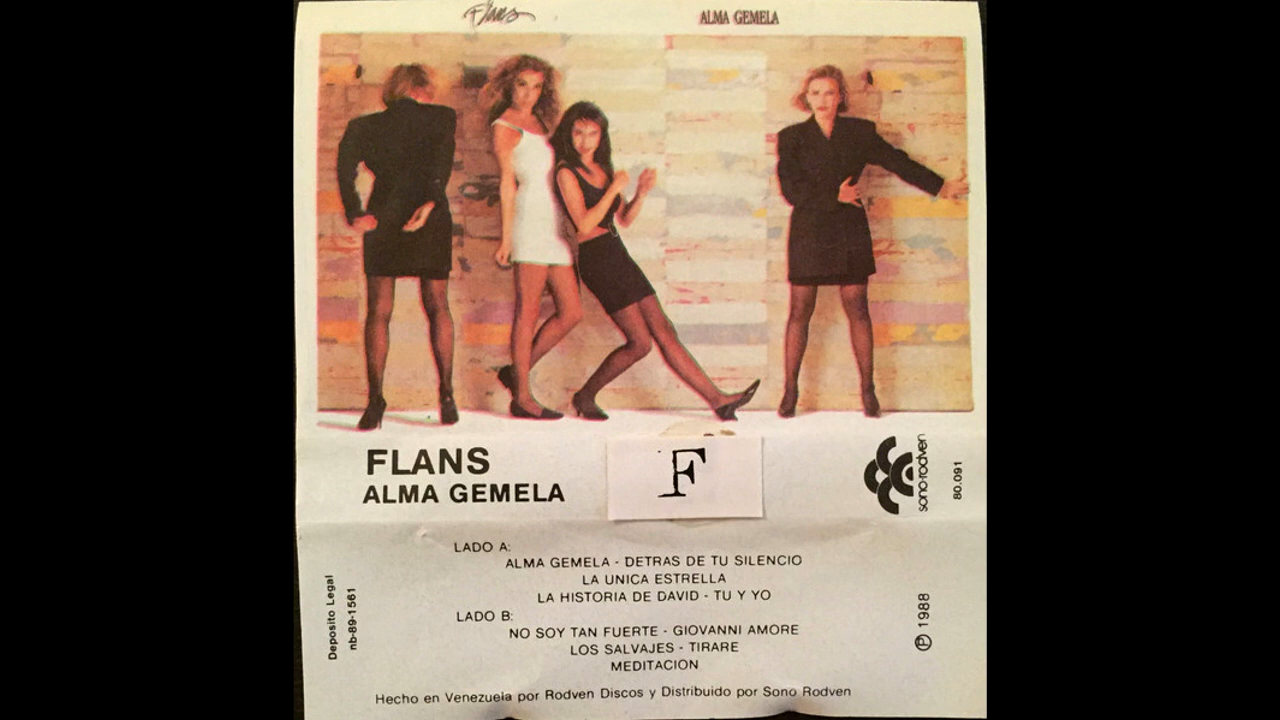 Flans
ALMA GEMELA
FLANS
ALMA GEMELA
F
sono-rodven
80.091
LADO A:
ALMA GEMELA - DETRAS DE TU SILENCIO
LA UNICA ESTRELLA
LA HISTORIA DE DAVID - TU Y YO
LADO B:
NO SOY TAN FUERTE - GIOVANNI AMORE
LOS SALVAJES - TIRARE
MEDITACION
Deposito Legal
nb-89-1561
Ⓟ 1988
Hecho en Venezuela por Rodven Discos y Distribuido por Sono Rodven